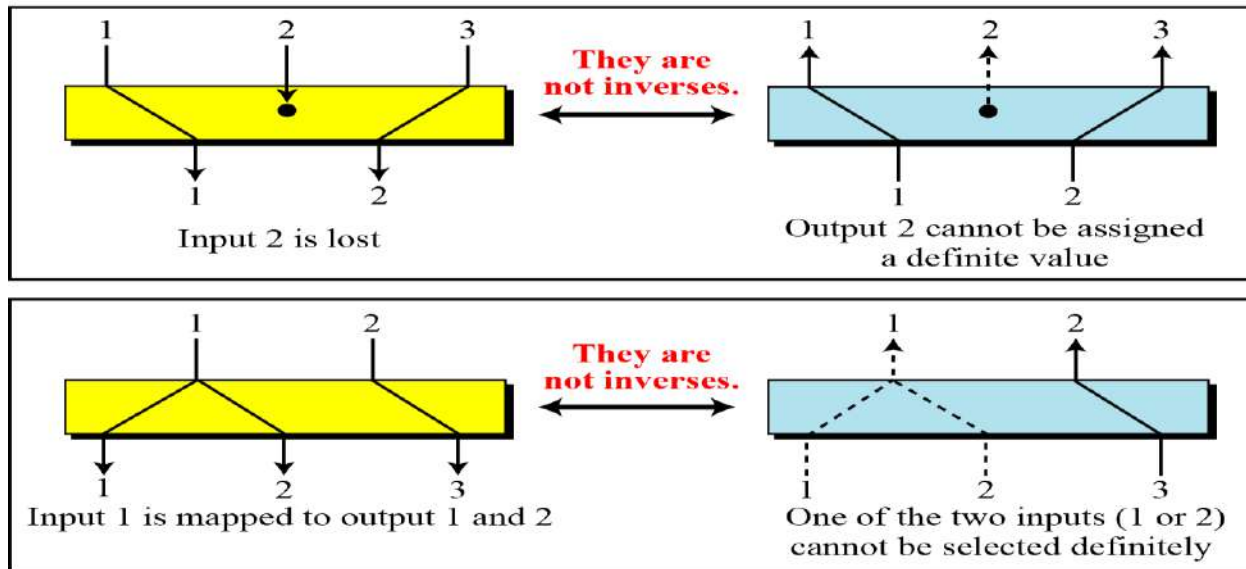 1 2 3
1 2 3
They are
not inverses.
1 2
1 2
Input 2 is lost
Output 2 cannot be assigned
a definite value
1 2
1 2
They are
not inverses.
1 2 3
1 2 3
Input 1 is mapped to output 1 and 2
One of the two inputs (1 or 2)
cannot be selected definitely